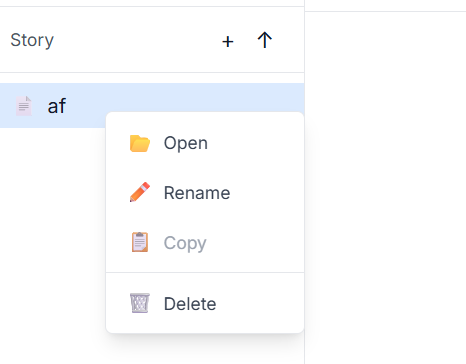 Story + ↑
af
Open
Rename
Copy
Delete